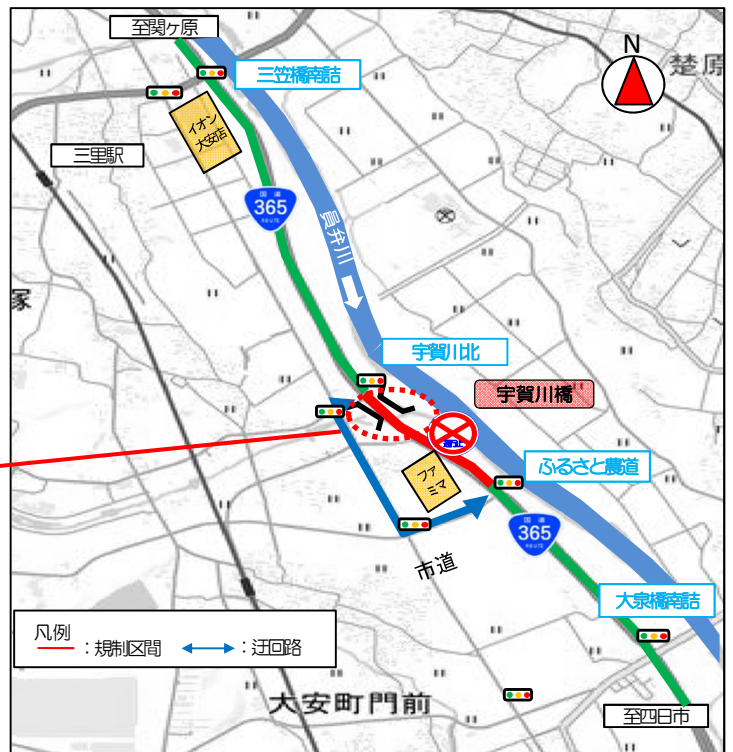 至関ケ原
三笠橋南詰
N
楚原
イオン
大安店
三里駅
国道
365
ROUTE
員弁川
塚
宇賀川北
宇賀川橋
ファ
ミマ
ふるさと農道
国道
365
ROUTE
市道
大泉橋南詰
凡例
：規制区間
：迂回路
大安町門前
至四日市